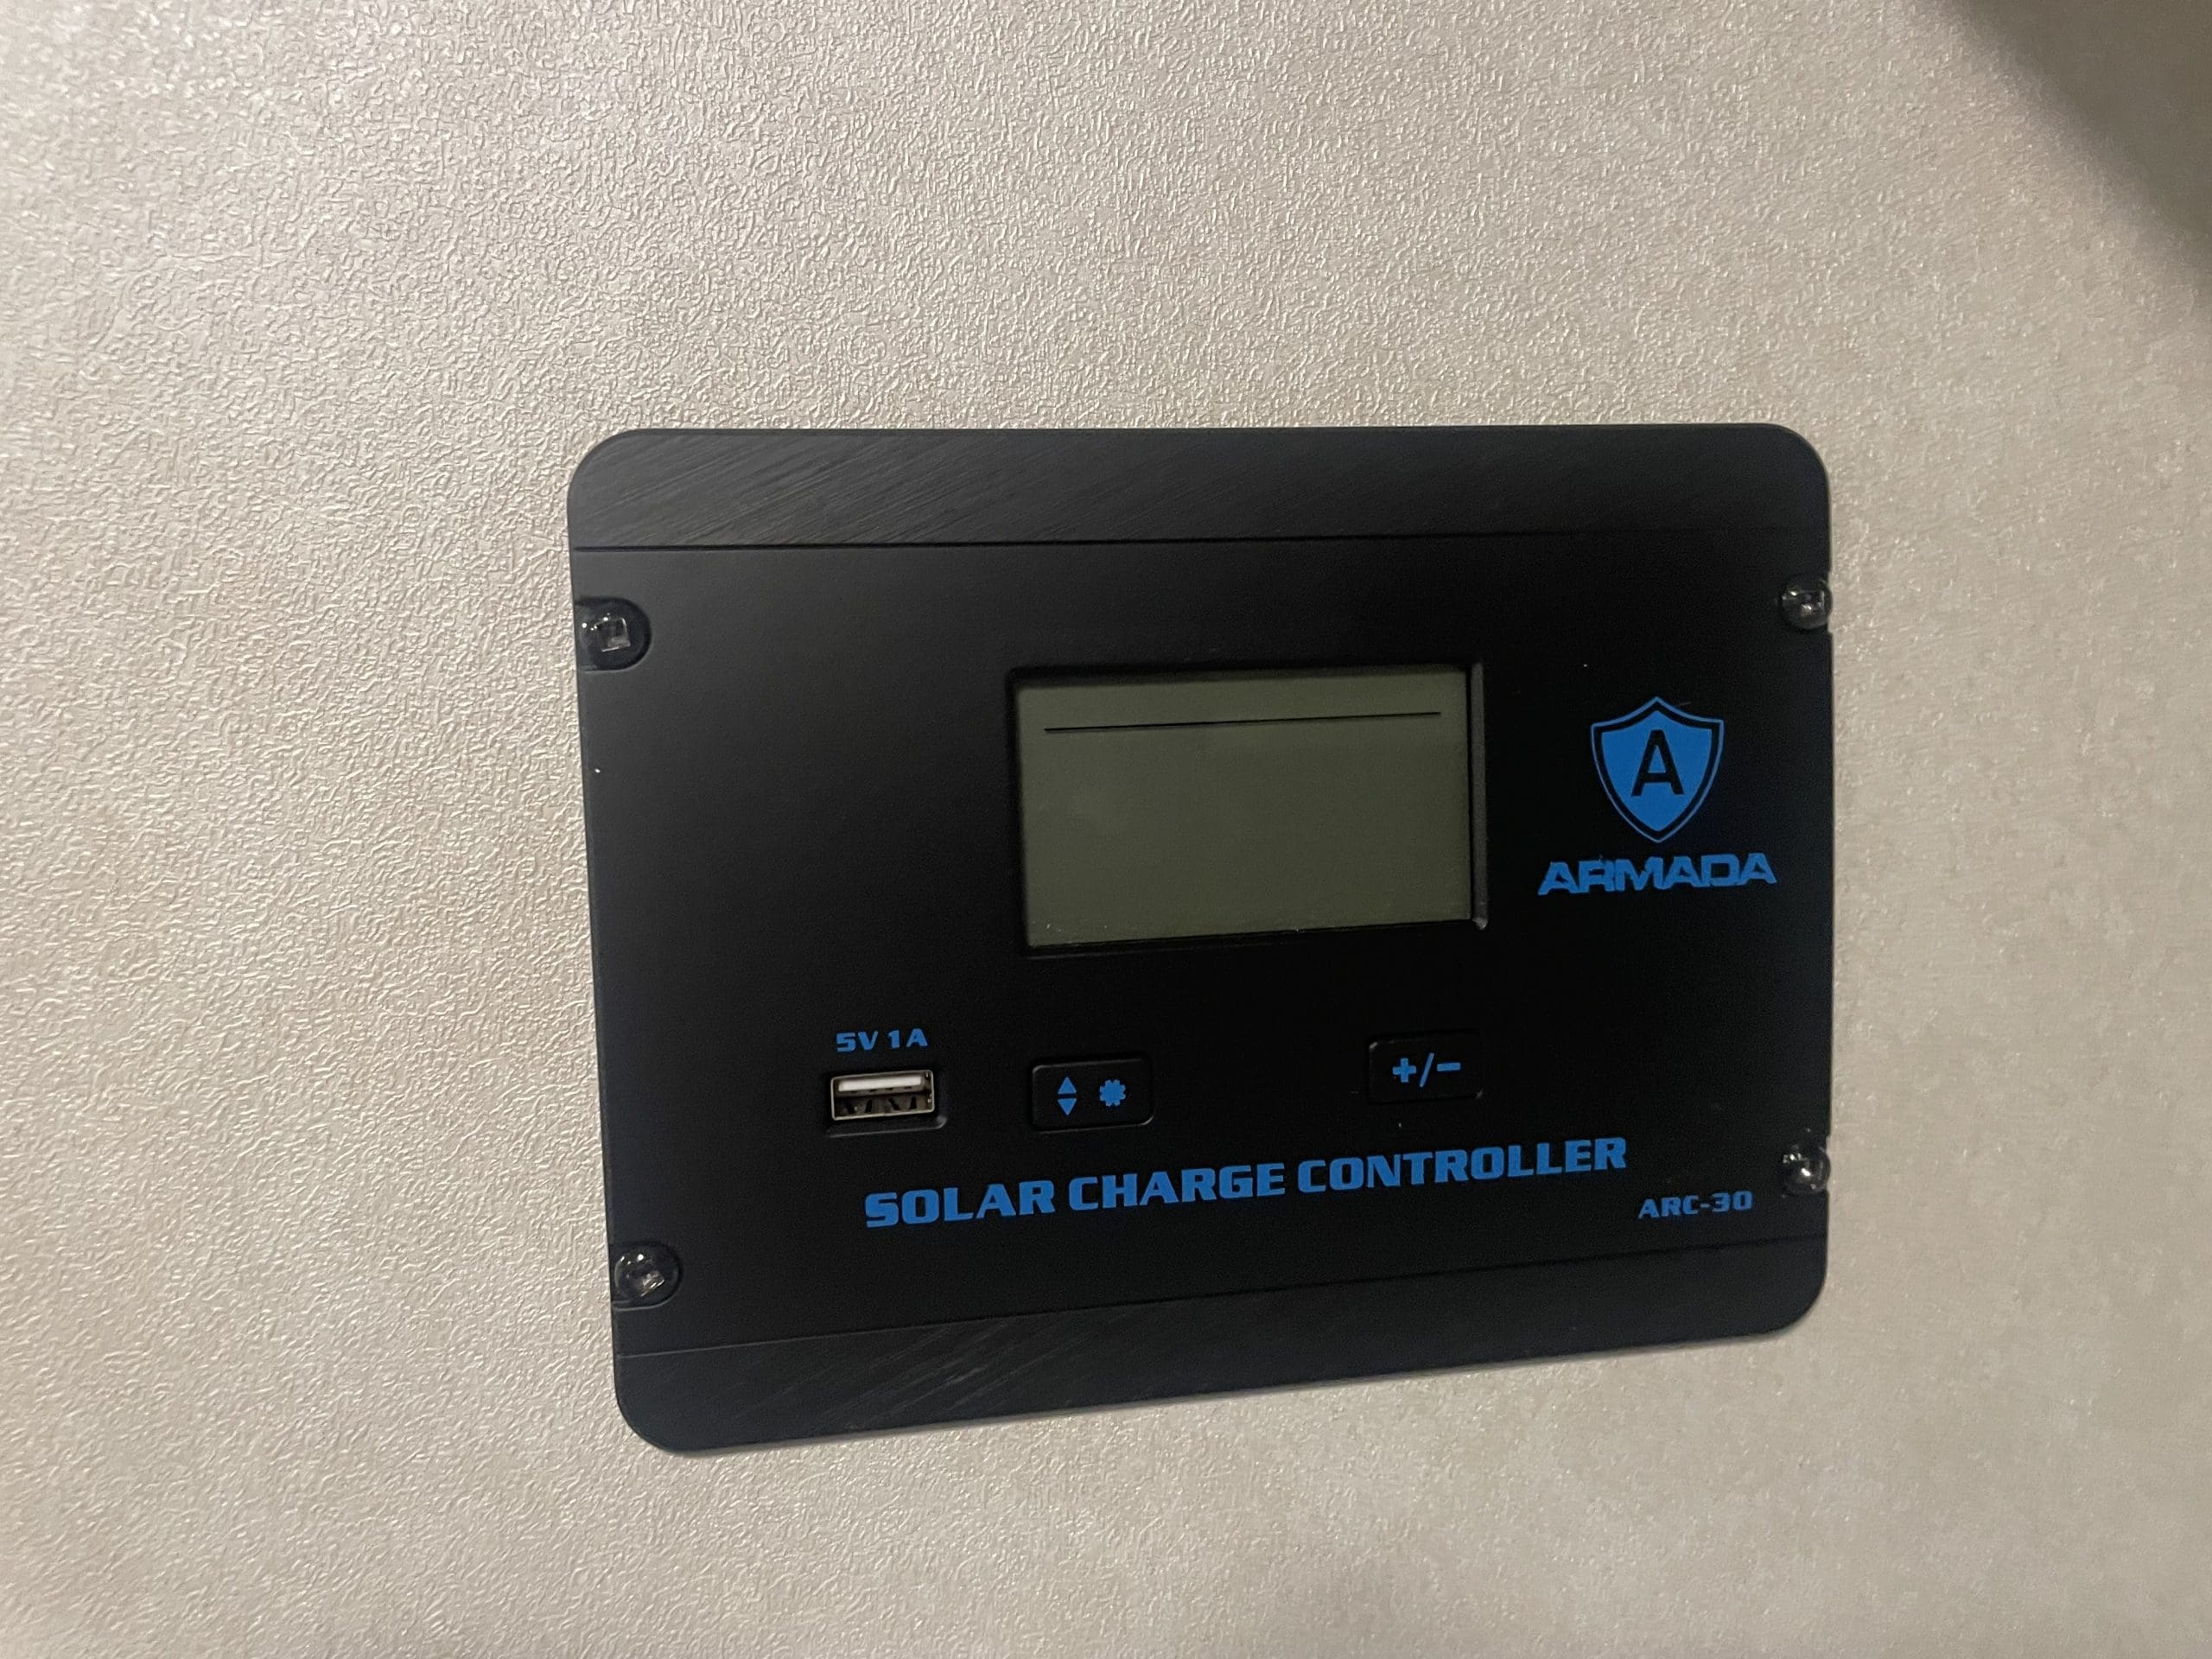 A
ARMADA
5V 1A
+/−
SOLAR CHARGE CONTROLLER
ARC-30